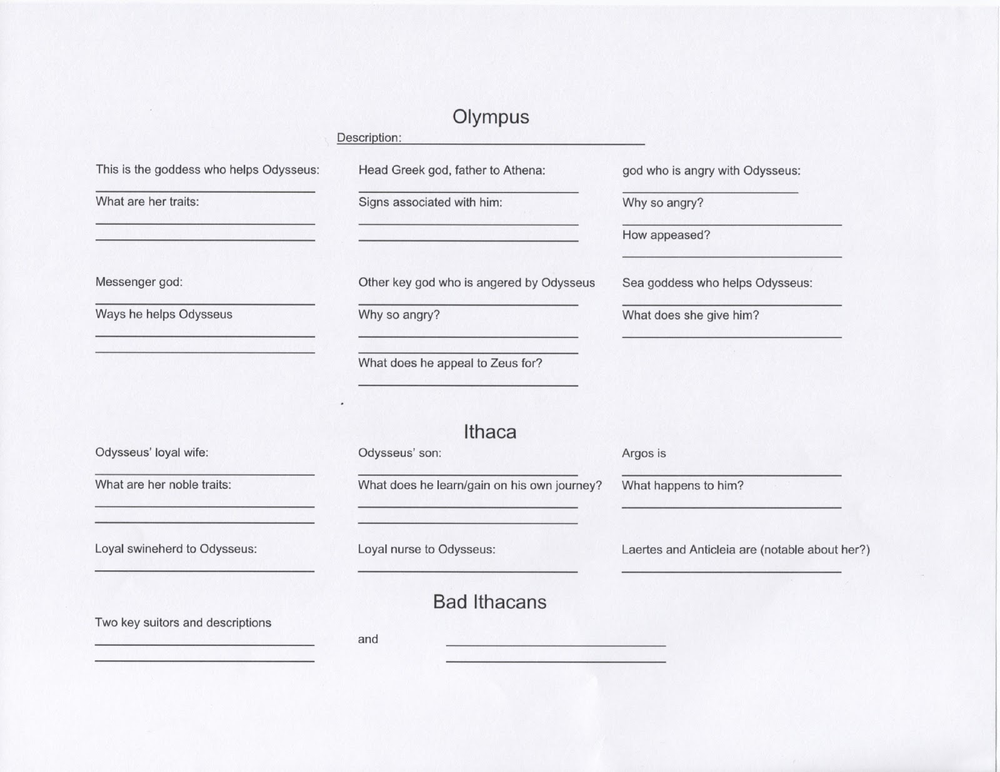 Olympus
Description:
This is the goddess who helps Odysseus:
What are her traits:
Head Greek god, father to Athena:
Signs associated with him:
god who is angry with Odysseus:
Why so angry?
How appeased?
Messenger god:
Ways he helps Odysseus
Other key god who is angered by Odysseus
Why so angry?
What does he appeal to Zeus for?
Sea goddess who helps Odysseus:
What does she give him?
Ithaca
Odysseus' loyal wife:
What are her noble traits:
Odysseus' son:
What does he learn/gain on his own journey?
Argos is
What happens to him?
Loyal swineherd to Odysseus:
Loyal nurse to Odysseus:
Laertes and Anticleia are (notable about her?)
Bad Ithacans
Two key suitors and descriptions
and